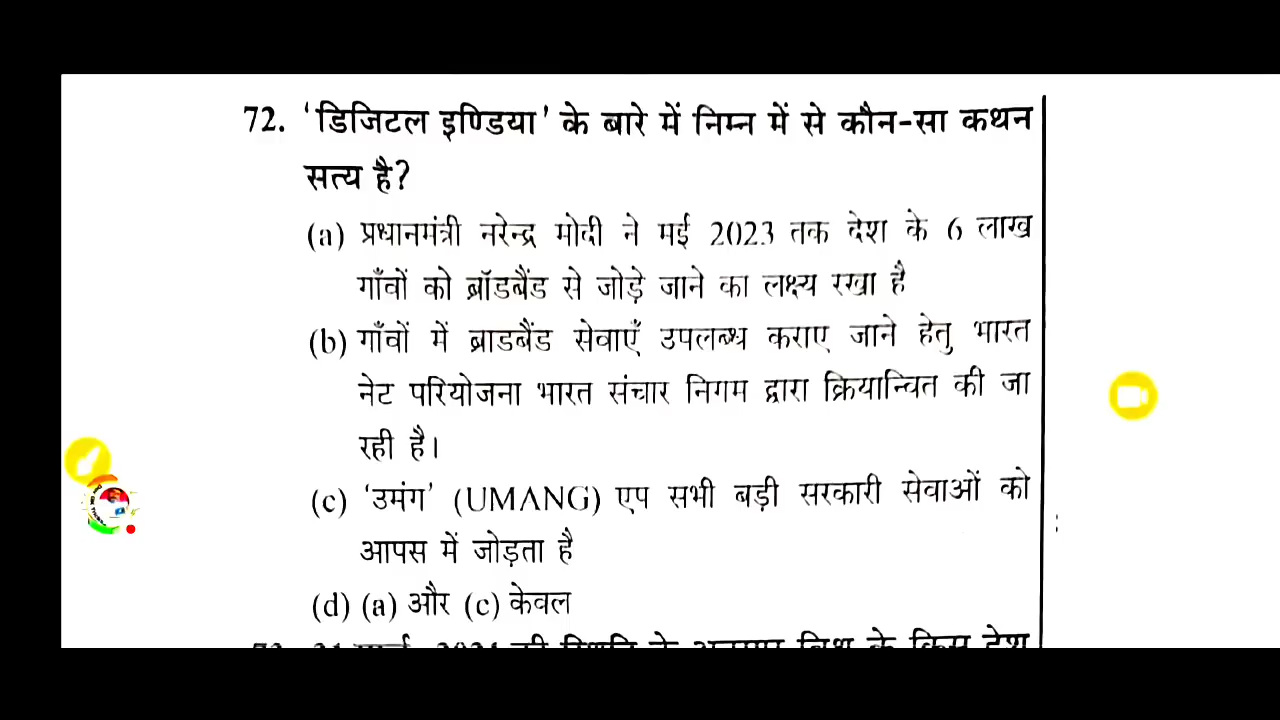 72. 'डिजिटल इण्डिया' के बारे में निम्न में से कौन-सा कथन
सत्य है?
(a) प्रधानमंत्री नरेन्द्र मोदी ने मई 2023 तक देश के 6 लाख
गाँवों को ब्रॉडबैंड से जोड़े जाने का लक्ष्य रखा है
(b) गाँवों में ब्राडबैंड सेवाएँ उपलब्ध कराए जाने हेतु भारत
नेट परियोजना भारत संचार निगम द्वारा क्रियान्वित की जा
रही है।
(c) 'उमंग' (UMANG) एप सभी बड़ी सरकारी सेवाओं को
आपस में जोड़ता है
(d) (a) और (c) केवल